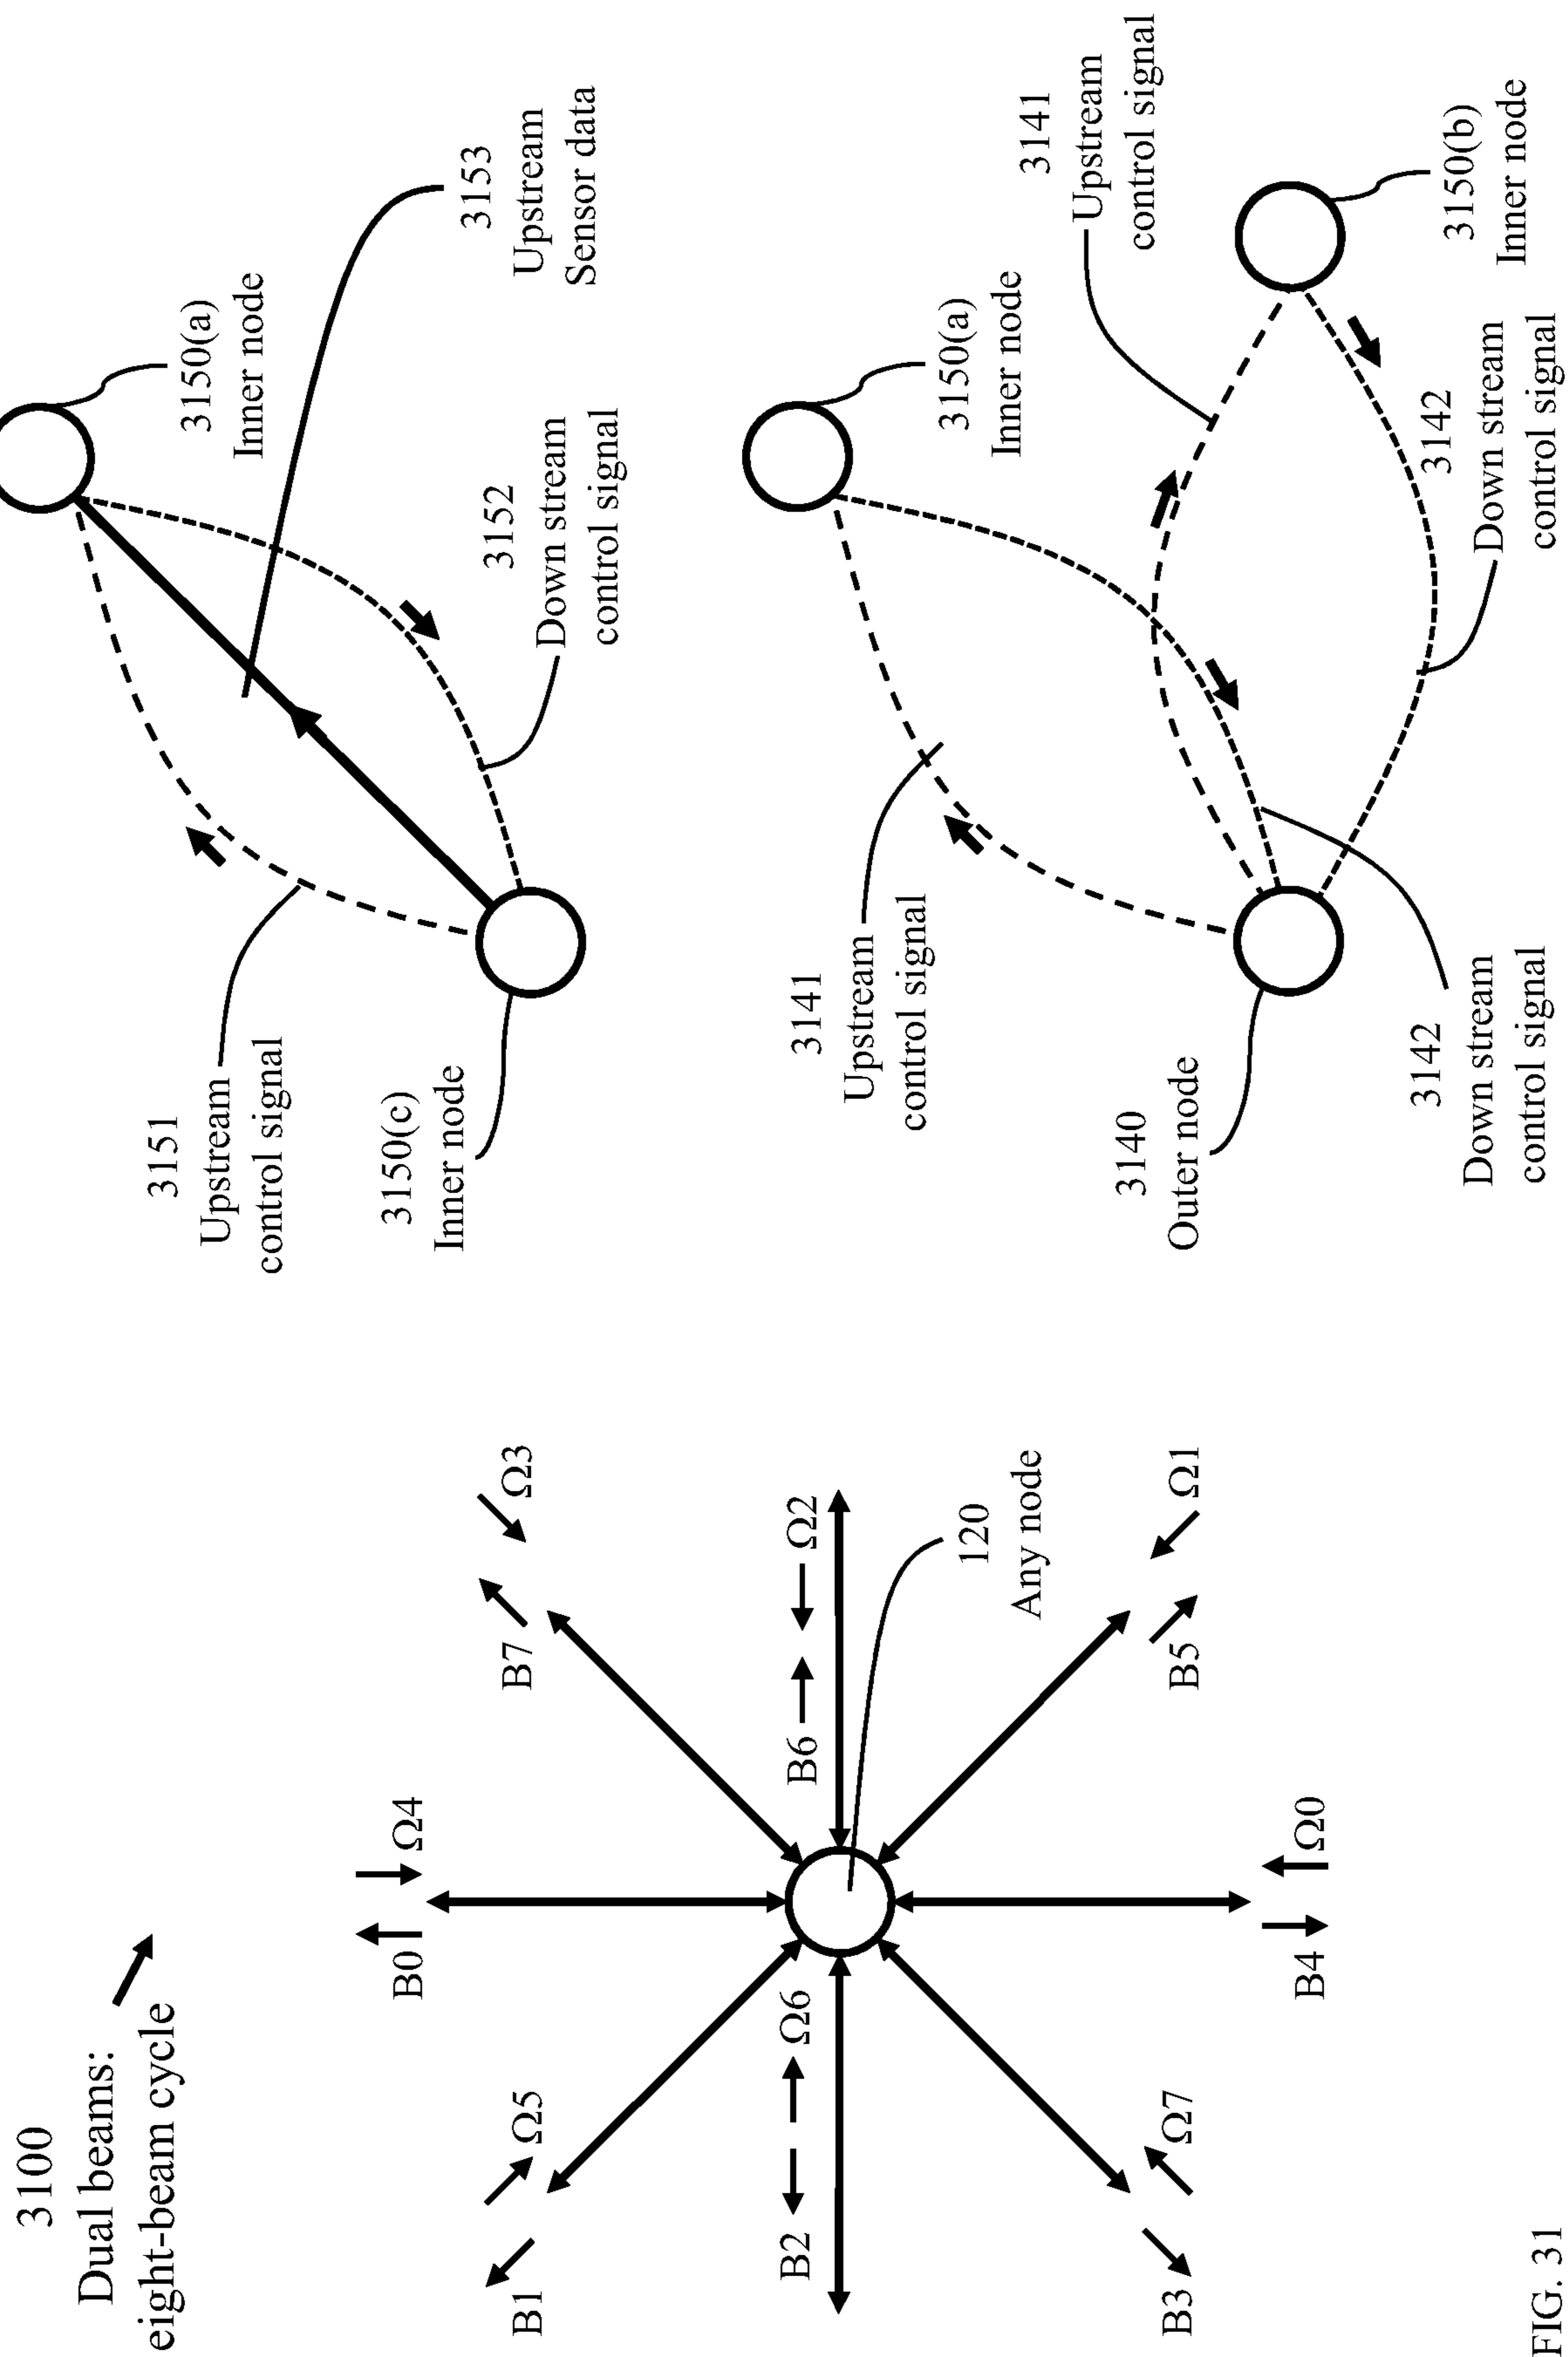 3100
Dual beams:
eight-beam cycle
B0
Ω4
B1
Ω5
B7
Ω3
B2
Ω6
B6
Ω2
120
Any node
B3
Ω7
B5
Ω1
B4
Ω0
3151
Upstream
control signal
3150(a)
Inner node
3150(c)
Inner node
3152
Down stream
control signal
3153
Upstream
Sensor data
3141
Upstream
control signal
3150(a)
Inner node
3141
Upstream
control signal
3140
Outer node
3142
Down stream
control signal
3142
Down stream
control signal
3150(b)
Inner node
FIG. 31